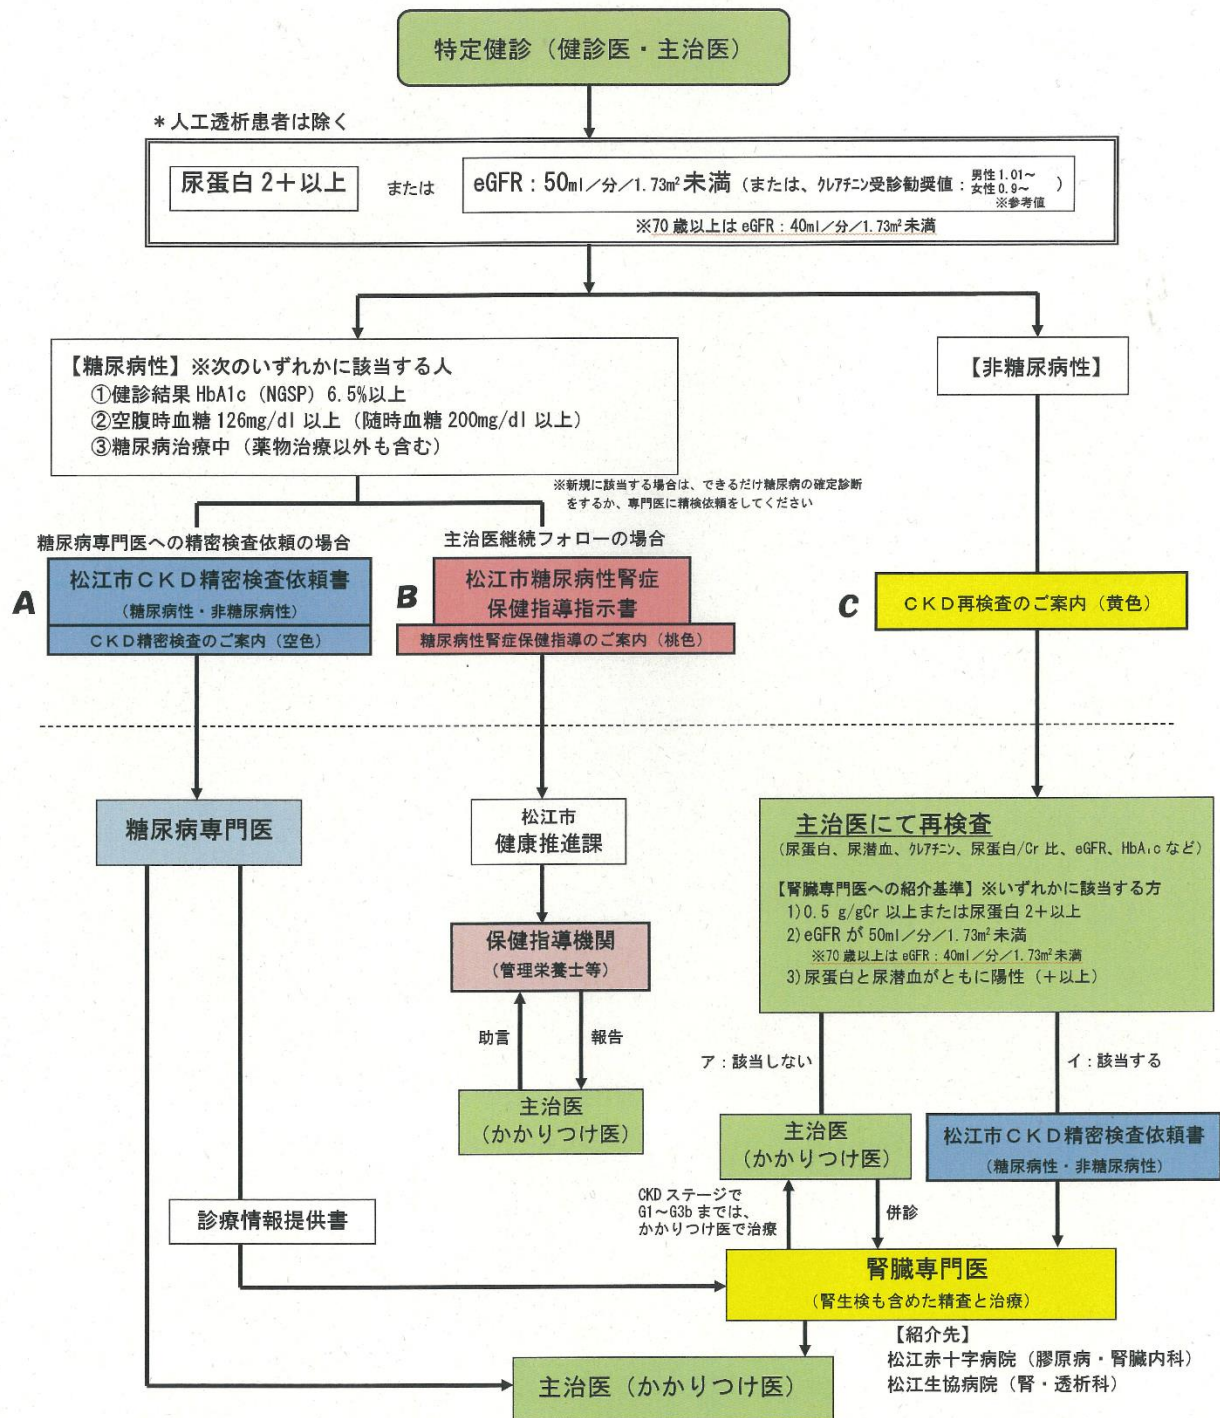 特定健診（健診医・主治医）
＊人工透析患者は除く
尿蛋白 2＋以上
または
eGFR：50ml／分／1.73m²未満（または、クレアチニン受診勧奨値：男性 1.01～ 女性 0.9～ ※参考値）
※70 歳以上は eGFR：40ml／分／1.73m²未満
【糖尿病性】※次のいずれかに該当する人
①健診結果 HbA1c（NGSP）6.5%以上
②空腹時血糖 126mg/dl 以上（随時血糖 200mg/dl 以上）
③糖尿病治療中（薬物治療以外も含む）
【非糖尿病性】
※新規に該当する場合は、できるだけ糖尿病の確定診断
をするか、専門医に精検依頼をしてください
糖尿病専門医への精密検査依頼の場合
主治医継続フォローの場合
A
松江市ＣＫＤ精密検査依頼書
（糖尿病性・非糖尿病性）
ＣＫＤ精密検査のご案内（空色）
B
松江市糖尿病性腎症
保健指導指示書
糖尿病性腎症保健指導のご案内（桃色）
C
ＣＫＤ再検査のご案内（黄色）
糖尿病専門医
松江市
健康推進課
保健指導機関
（管理栄養士等）
助言
報告
主治医
（かかりつけ医）
主治医にて再検査
（尿蛋白、尿潜血、クレアチニン、尿蛋白/Cr 比、eGFR、HbA1c など）
【腎臓専門医への紹介基準】※いずれかに該当する方
1)0.5 g/gCr 以上または尿蛋白 2＋以上
2)eGFR が 50ml／分／1.73m²未満
※70 歳以上は eGFR：40ml／分／1.73m²未満
3)尿蛋白と尿潜血がともに陽性（＋以上）
ア：該当しない
イ：該当する
主治医
（かかりつけ医）
松江市ＣＫＤ精密検査依頼書
（糖尿病性・非糖尿病性）
CKD ステージで
G1～G3b までは、
かかりつけ医で治療
併診
診療情報提供書
腎臓専門医
（腎生検も含めた精査と治療）
【紹介先】
松江赤十字病院（膠原病・腎臓内科）
松江生協病院（腎・透析科）
主治医（かかりつけ医）